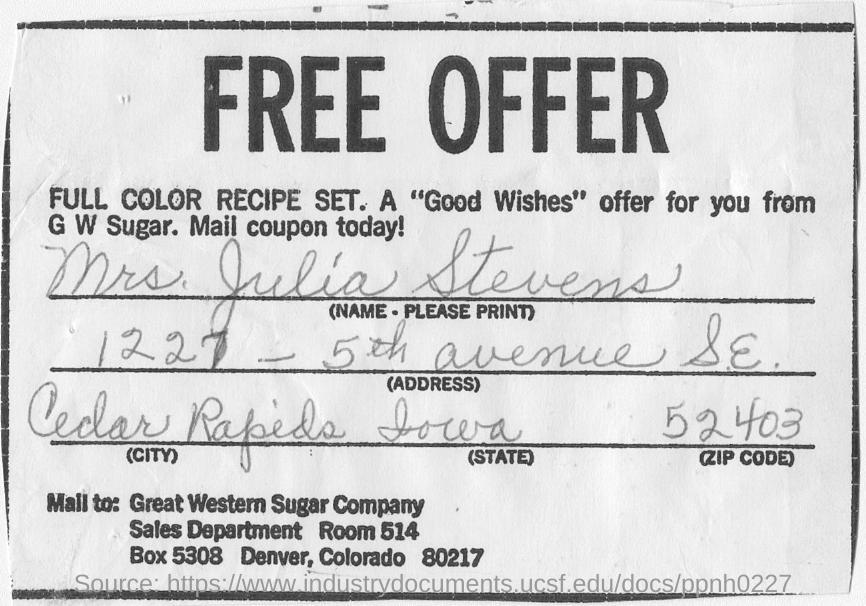 FREE OFFER
FULL COLOR RECIPE SET. A "Good Wishes" offer for you from
G W Sugar. Mail coupon today!
Mrs. Julia Stevens
(NAME - PLEASE PRINT)
1227 - 5th avenue S.E.
(ADDRESS)
Cedar Rapids Iowa 52403
(CITY) (STATE) (ZIP CODE)
Mail to: Great Western Sugar Company
Sales Department Room 514
Box 5308 Denver, Colorado 80217
Source: https://www.industrydocuments.ucsf.edu/docs/ppnh0227